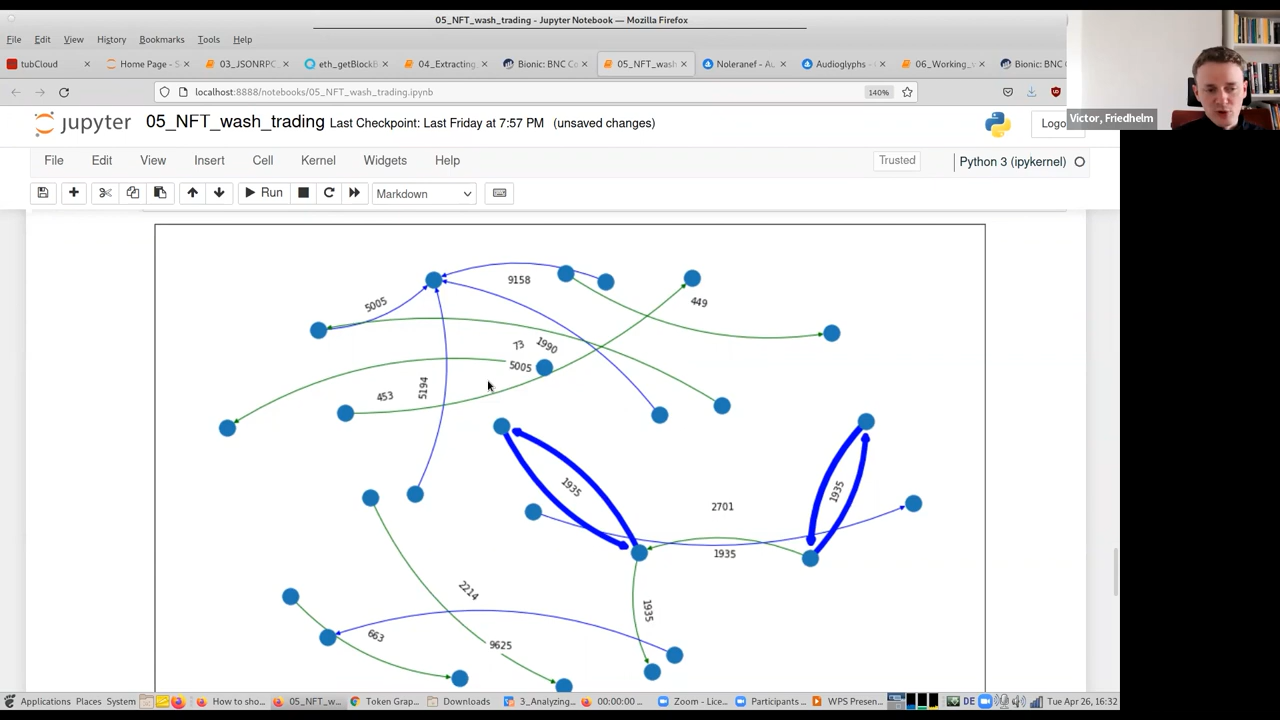 05_NFT_wash_trading - Jupyter Notebook — Mozilla Firefox
File Edit View History Bookmarks Tools Help
tubCloud Home Page - S 03_JSONRPC eth_getBlockB 04_Extracting. Bionic: BNC Co 05_NFT_wash Noleranef - Au Audioglyphs - 06_Working_ Bionic: BNC
localhost:8888/notebooks/05_NFT_wash_trading.ipynb 140%
jupyter 05_NFT_wash_trading Last Checkpoint: Last Friday at 7:57 PM (unsaved changes) Logo
Victor, Friedhelm
File Edit View Insert Cell Kernel Widgets Help Trusted Python 3 (ipykernel)
Run Markdown
9158
449
5005
73 1990
5005
453
5194
1935
1935
2701
1935
2214
1935
663
9625
Applications Places System How to sho... 05_NFT_w... Token Grap... Downloads 3_Analyzing... 00:00:00 ... Zoom - Lice... Participants ... WPS Presen... DE Tue Apr 26, 16:32